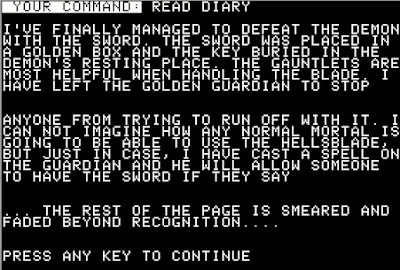 YOUR COMMAND: READ DIARY
I'VE FINALLY MANAGED TO DEFEAT THE DEMON
WITH THE SWORD. THE SWORD WAS PLACED IN
A GOLDEN BOX AND THE KEY BURIED IN THE
DEMON'S RESTING PLACE. THE GAUNTLETS ARE
MOST HELPFUL WHEN HANDLING THE BLADE. I
HAVE LEFT THE GOLDEN GUARDIAN TO STOP
ANYONE FROM TRYING TO RUN OFF WITH IT. I
CAN NOT IMAGINE HOW ANY NORMAL MORTAL IS
GOING TO BE ABLE TO USE THE HELLSBLADE,
BUT JUST IN CASE, I HAVE CAST A SPELL ON
THE GUARDIAN AND HE WILL ALLOW SOMEONE
TO HAVE THE SWORD IF THEY SAY
... THE REST OF THE PAGE IS SMEARED AND
FADED BEYOND RECOGNITION....
PRESS ANY KEY TO CONTINUE